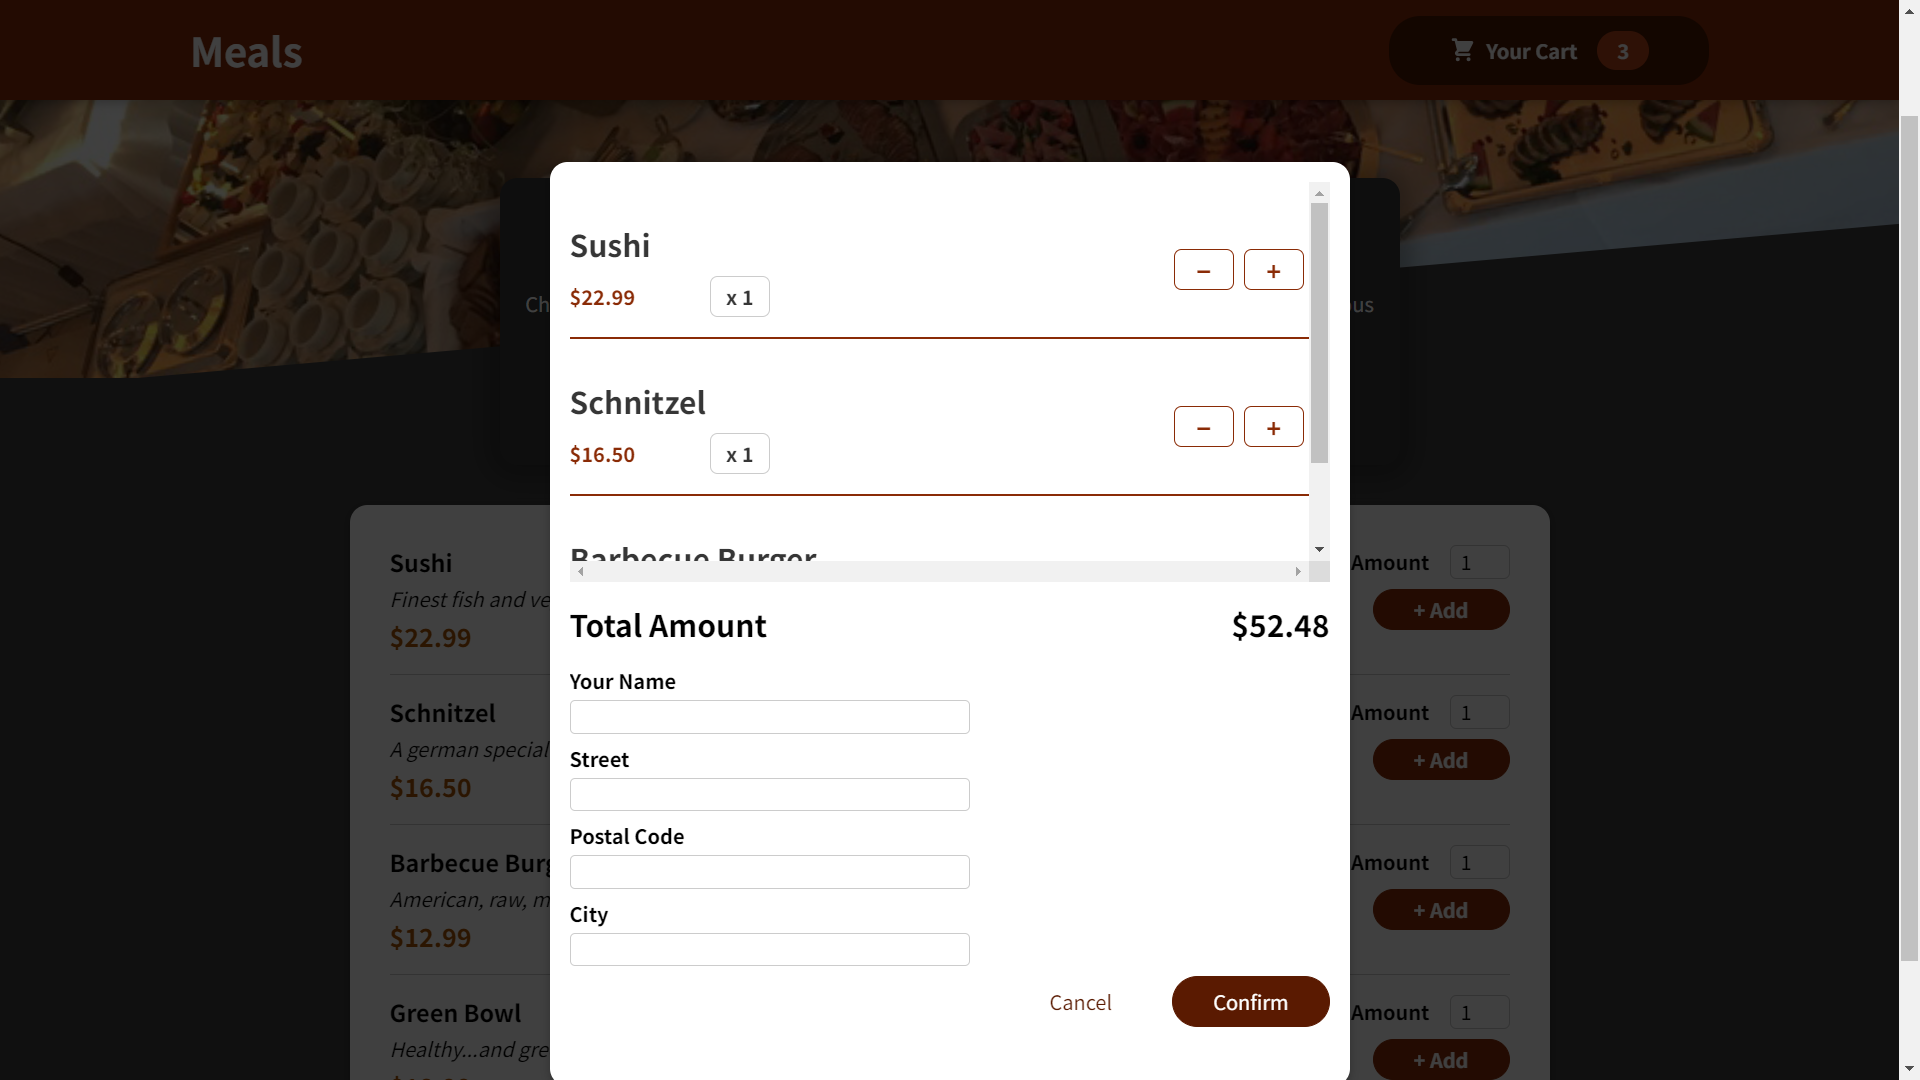 Meals
Your Cart 3
Ch
ous
Sushi
$22.99
x 1
−
+
Schnitzel
$16.50
x 1
−
+
Barbecue Burger
Total Amount
$52.48
Your Name
Street
Postal Code
City
Cancel
Confirm
Sushi
Finest fish and ve
$22.99
Amount 1
+ Add
Schnitzel
A german special
$16.50
Amount 1
+ Add
Barbecue Burg
American, raw, m
$12.99
Amount 1
+ Add
Green Bowl
Healthy...and gre
Amount 1
+ Add